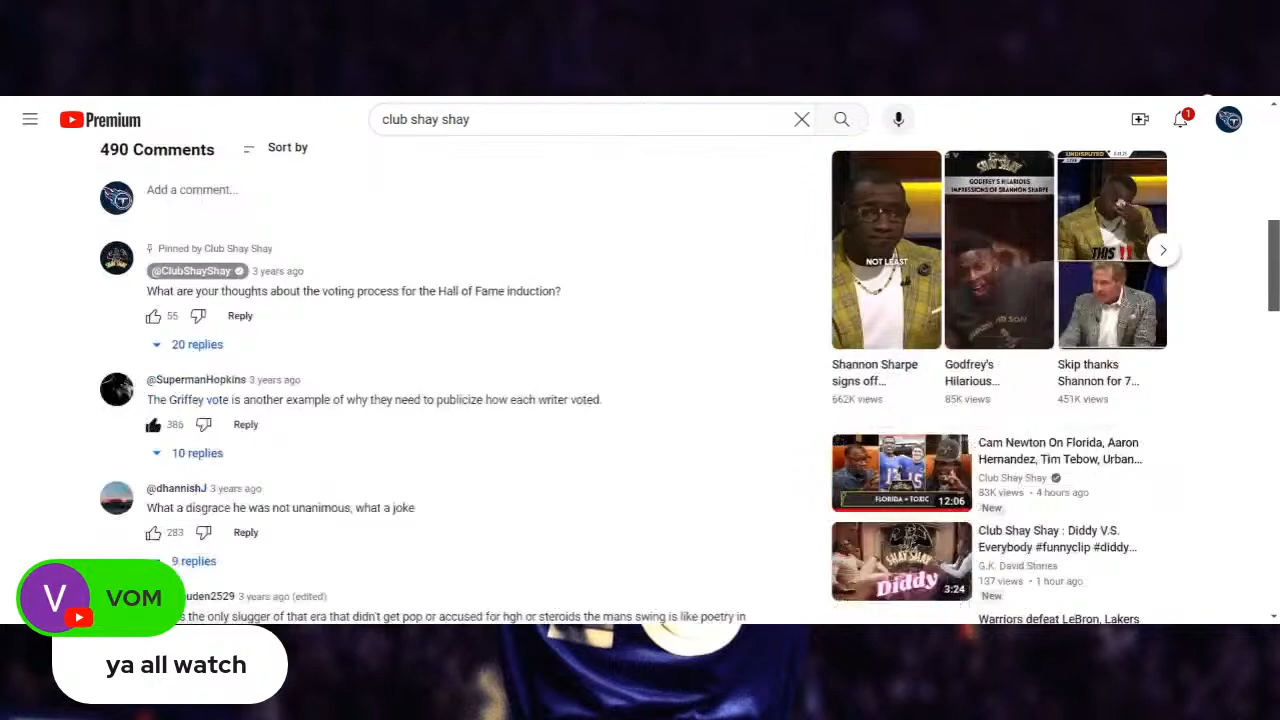 Premium
club shay shay
1
490 Comments
Sort by
Add a comment...
Pinned by Club Shay Shay
@ClubShayShay 3 years ago
What are your thoughts about the voting process for the Hall of Fame induction?
55
Reply
20 replies
@SupermanHopkins 3 years ago
The Griffey vote is another example of why they need to publicize how each writer voted.
386
Reply
10 replies
@dhannishJ 3 years ago
What a disgrace he was not unanimous, what a joke
283
Reply
9 replies
uden2529 3 years ago (edited)
the only slugger of that era that didn't get pop or accused for hgh or steroids the mans swing is like poetry in
NOT LEAST
SHAY SHAY
GODFREY'S HILARIOUS
IMPRESSIONS OF SHANNON SHARPE
UNDISPUTED
THIS !!
Shannon Sharpe
signs off...
662K views
Godfrey's
Hilarious...
85K views
Skip thanks
Shannon for 7...
451K views
FLORIDA = TOXIC
12:06
Cam Newton On Florida, Aaron
Hernandez, Tim Tebow, Urban...
Club Shay Shay
83K views • 4 hours ago
New
SHAY SHAY
Diddy
3:24
Club Shay Shay : Diddy V.S.
Everybody #funnyclip #diddy...
G.K. David Stories
137 views • 1 hour ago
New
Warriors defeat LeBron, Lakers
V
VOM
ya all watch